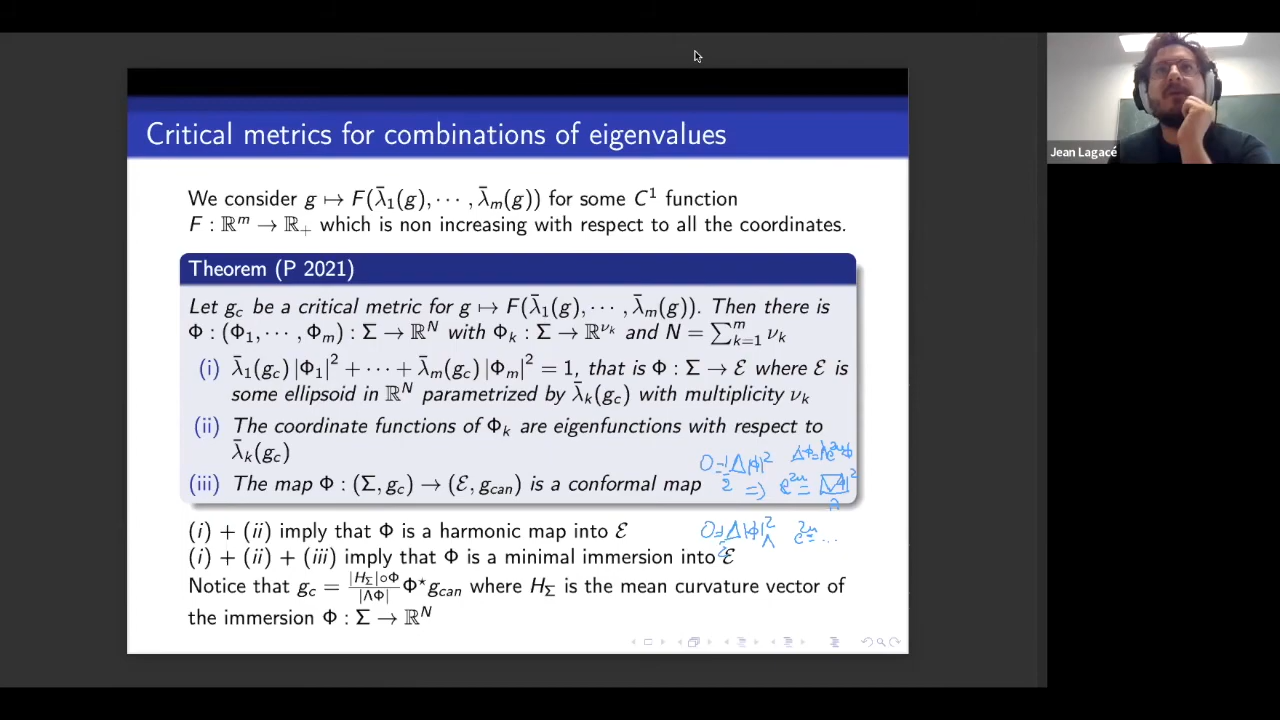 Critical metrics for combinations of eigenvalues
We consider g ↦ F(λ̄₁(g), ⋯ , λ̄ₘ(g)) for some C¹ function
F : ℝᵐ → ℝ₊ which is non increasing with respect to all the coordinates.
Theorem (P 2021)
Let g_c be a critical metric for g ↦ F(λ̄₁(g), ⋯ , λ̄ₘ(g)). Then there is
Φ : (Φ₁, ⋯ , Φₘ) : Σ → ℝᴺ with Φₖ : Σ → ℝ^{νₖ} and N = ∑_{k=1}^{m} νₖ
(i) λ̄₁(g_c) |Φ₁|² + ⋯ + λ̄ₘ(g_c) |Φₘ|² = 1, that is Φ : Σ → ℰ where ℰ is
some ellipsoid in ℝᴺ parametrized by λ̄ₖ(g_c) with multiplicity νₖ
(ii) The coordinate functions of Φₖ are eigenfunctions with respect to
λ̄ₖ(g_c)
(iii) The map Φ : (Σ, g_c) → (ℰ, g_can) is a conformal map
(i) + (ii) imply that Φ is a harmonic map into ℰ
(i) + (ii) + (iii) imply that Φ is a minimal immersion into ℰ
Notice that g_c = \frac{|H_Σ|∘Φ}{|ΛΦ|} Φ*g_can where H_Σ is the mean curvature vector of
the immersion Φ : Σ → ℝᴺ
Jean Lagacé